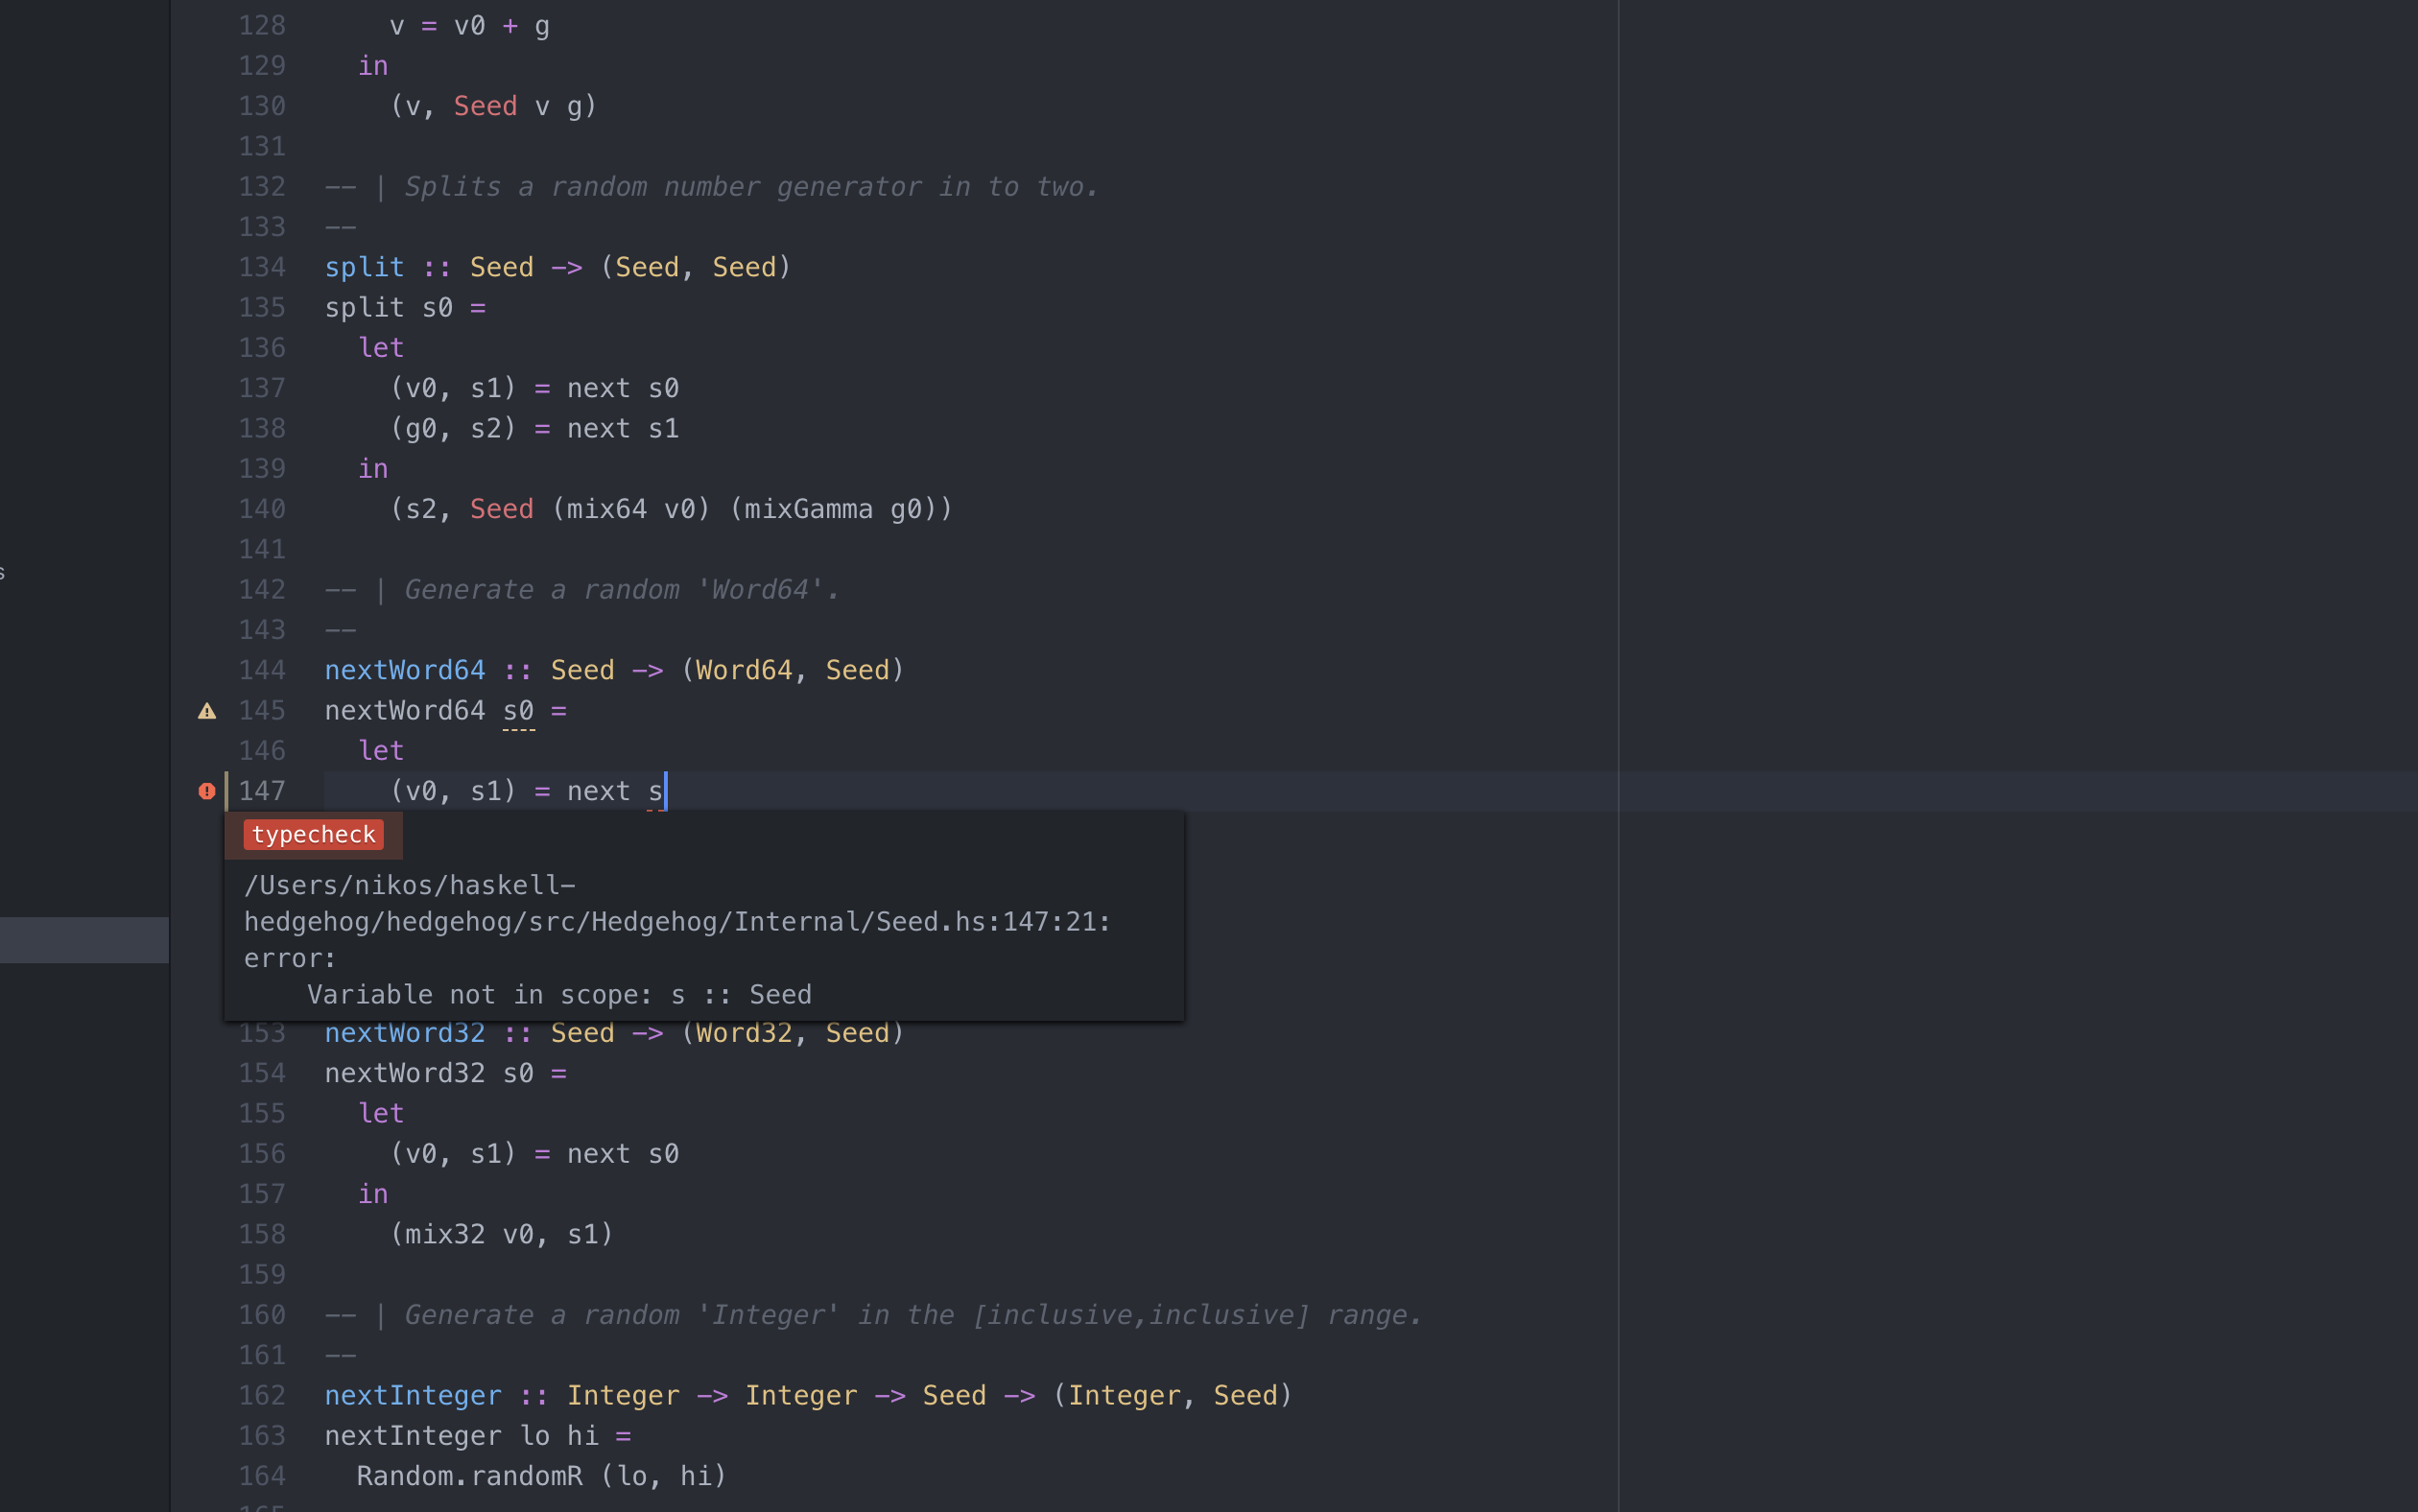 128 v = v0 + g
129 in
130 (v, Seed v g)
131
132 -- | Splits a random number generator in to two.
133 --
134 split :: Seed -> (Seed, Seed)
135 split s0 =
136 let
137 (v0, s1) = next s0
138 (g0, s2) = next s1
139 in
140 (s2, Seed (mix64 v0) (mixGamma g0))
141
s
142 -- | Generate a random 'Word64'.
143 --
144 nextWord64 :: Seed -> (Word64, Seed)
145 nextWord64 s0 =
146 let
147 (v0, s1) = next s
typecheck
/Users/nikos/haskell-
hedgehog/hedgehog/src/Hedgehog/Internal/Seed.hs:147:21:
error:
Variable not in scope: s :: Seed
153 nextWord32 :: Seed -> (Word32, Seed)
154 nextWord32 s0 =
155 let
156 (v0, s1) = next s0
157 in
158 (mix32 v0, s1)
159
160 -- | Generate a random 'Integer' in the [inclusive,inclusive] range.
161 --
162 nextInteger :: Integer -> Integer -> Seed -> (Integer, Seed)
163 nextInteger lo hi =
164 Random.randomR (lo, hi)